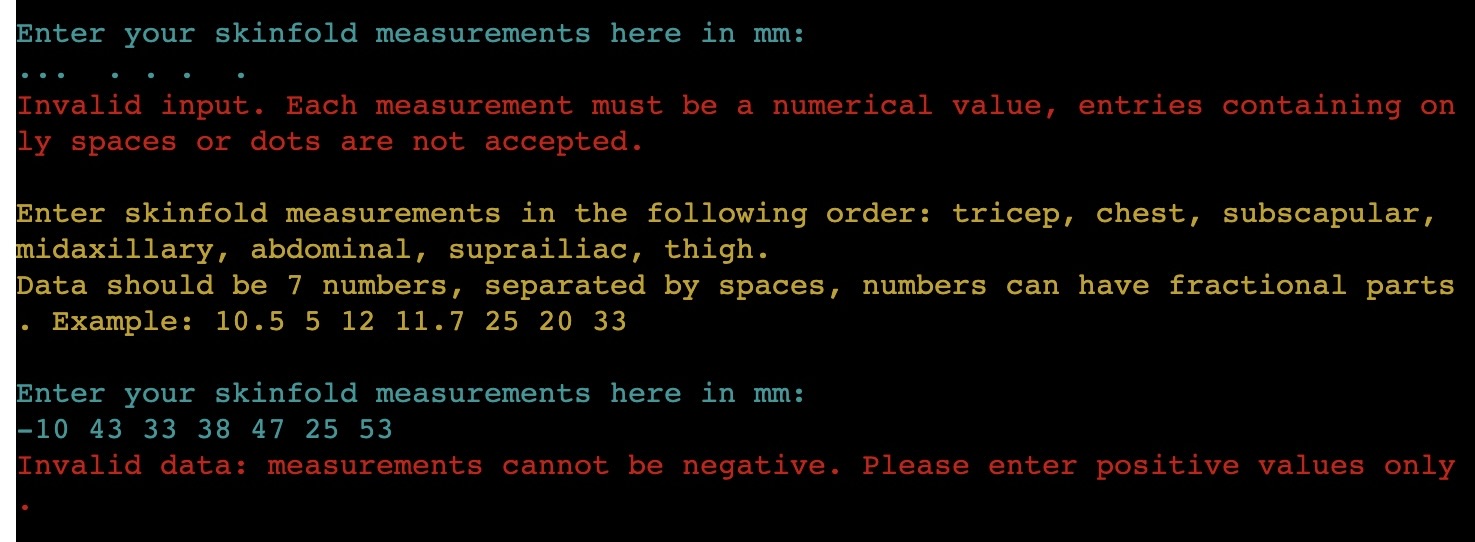 Enter your skinfold measurements here in mm:
...  . . .  .
Invalid input. Each measurement must be a numerical value, entries containing on
ly spaces or dots are not accepted.
Enter skinfold measurements in the following order: tricep, chest, subscapular,
midaxillary, abdominal, suprailiac, thigh.
Data should be 7 numbers, separated by spaces, numbers can have fractional parts
. Example: 10.5 5 12 11.7 25 20 33
Enter your skinfold measurements here in mm:
-10 43 33 38 47 25 53
Invalid data: measurements cannot be negative. Please enter positive values only
.